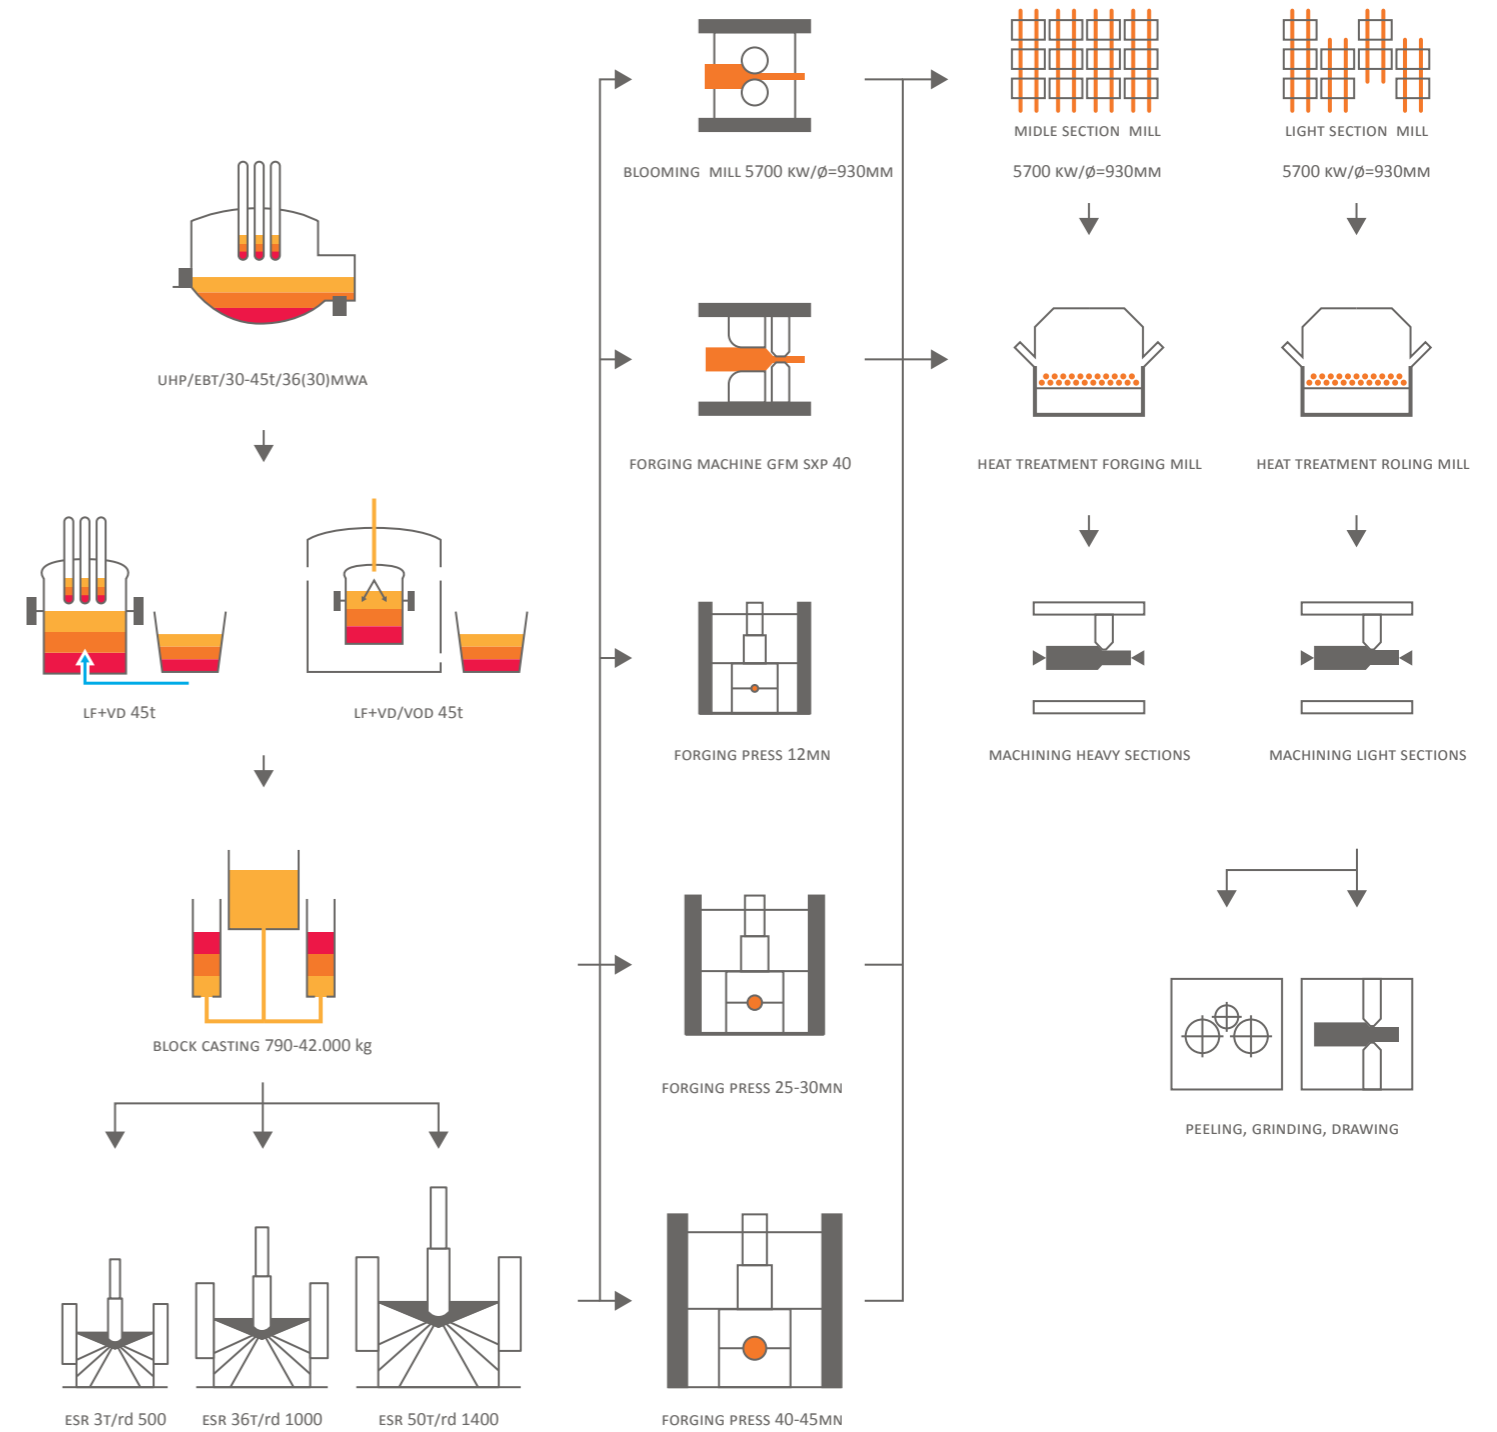 UHP/EBT/30-45t/36(30)MWA
LF+VD 45t
LF+VD/VOD 45t
BLOCK CASTING 790-42.000 kg
ESR 3T/rd 500
ESR 36T/rd 1000
ESR 50T/rd 1400
BLOOMING MILL 5700 KW/Ø=930MM
FORGING MACHINE GFM SXP 40
FORGING PRESS 12MN
FORGING PRESS 25-30MN
FORGING PRESS 40-45MN
MIDLE SECTION MILL
5700 KW/Ø=930MM
HEAT TREATMENT FORGING MILL
MACHINING HEAVY SECTIONS
LIGHT SECTION MILL
5700 KW/Ø=930MM
HEAT TREATMENT ROLING MILL
MACHINING LIGHT SECTIONS
PEELING, GRINDING, DRAWING